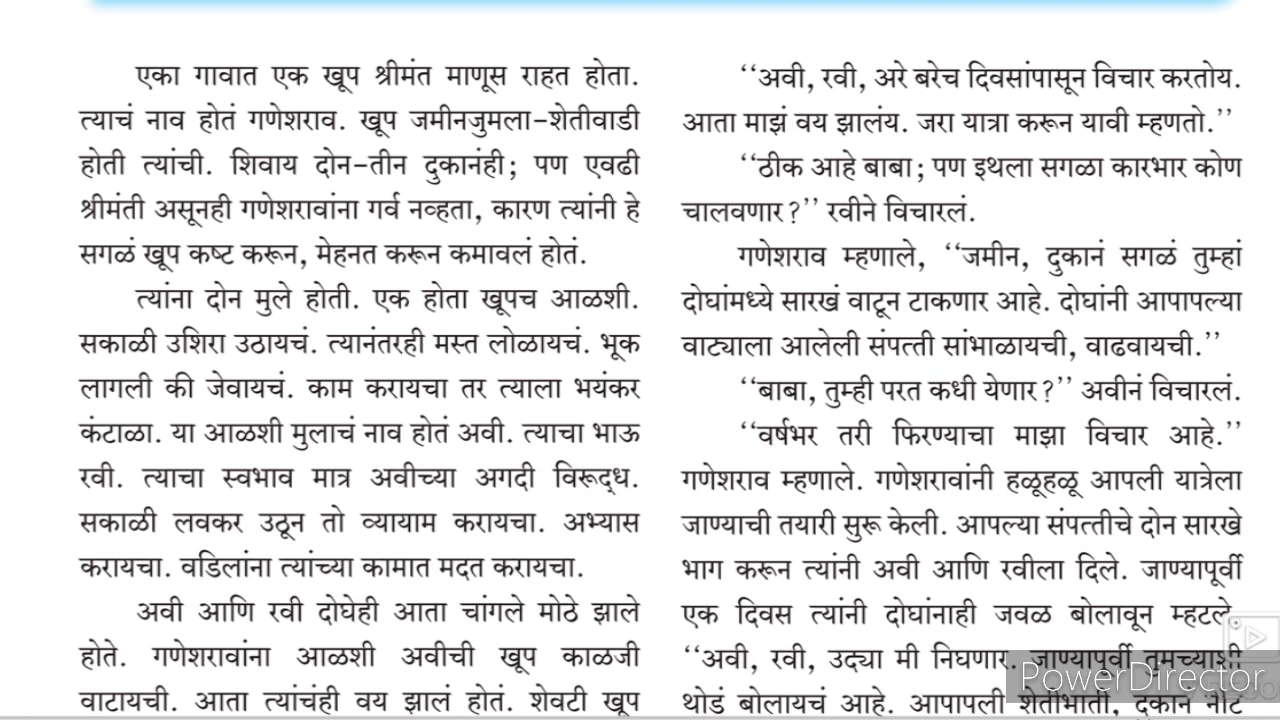 एका गावात एक खूप श्रीमंत माणूस राहत होता.
त्याचं नाव होतं गणेशराव. खूप जमीनजुमला-शेतीवाडी
होती त्यांची. शिवाय दोन-तीन दुकानंही; पण एवढी
श्रीमंती असूनही गणेशरावांना गर्व नव्हता, कारण त्यांनी हे
सगळं खूप कष्ट करून, मेहनत करून कमावलं होतं.
त्यांना दोन मुले होती. एक होता खूपच आळशी.
सकाळी उशिरा उठायचं. त्यानंतरही मस्त लोळायचं. भूक
लागली की जेवायचं. काम करायचा तर त्याला भयंकर
कंटाळा. या आळशी मुलाचं नाव होतं अवी. त्याचा भाऊ
रवी. त्याचा स्वभाव मात्र अवीच्या अगदी विरूद्ध.
सकाळी लवकर उठून तो व्यायाम करायचा. अभ्यास
करायचा. वडिलांना त्यांच्या कामात मदत करायचा.
अवी आणि रवी दोघेही आता चांगले मोठे झाले
होते. गणेशरावांना आळशी अवीची खूप काळजी
वाटायची. आता त्यांचंही वय झालं होतं. शेवटी खूप
‘‘अवी, रवी, अरे बरेच दिवसांपासून विचार करतोय.
आता माझं वय झालंय. जरा यात्रा करून यावी म्हणतो.’’
‘‘ठीक आहे बाबा; पण इथला सगळा कारभार कोण
चालवणार?’’ रवीने विचारलं.
गणेशराव म्हणाले, ‘‘जमीन, दुकानं सगळं तुम्हां
दोघांमध्ये सारखं वाटून टाकणार आहे. दोघांनी आपापल्या
वाट्याला आलेली संपत्ती सांभाळायची, वाढवायची.’’
‘‘बाबा, तुम्ही परत कधी येणार?’’ अवीनं विचारलं.
‘‘वर्षभर तरी फिरण्याचा माझा विचार आहे.’’
गणेशराव म्हणाले. गणेशरावांनी हळूहळू आपली यात्रेला
जाण्याची तयारी सुरू केली. आपल्या संपत्तीचे दोन सारखे
भाग करून त्यांनी अवी आणि रवीला दिले. जाण्यापूर्वी
एक दिवस त्यांनी दोघांनाही जवळ बोलावून म्हटले,
‘‘अवी, रवी, उद्या मी निघणार. जाण्यापूर्वी तुमच्याशी
थोडं बोलायचं आहे. आपापली शेतीभाती, दुकान नीट
PowerDirector